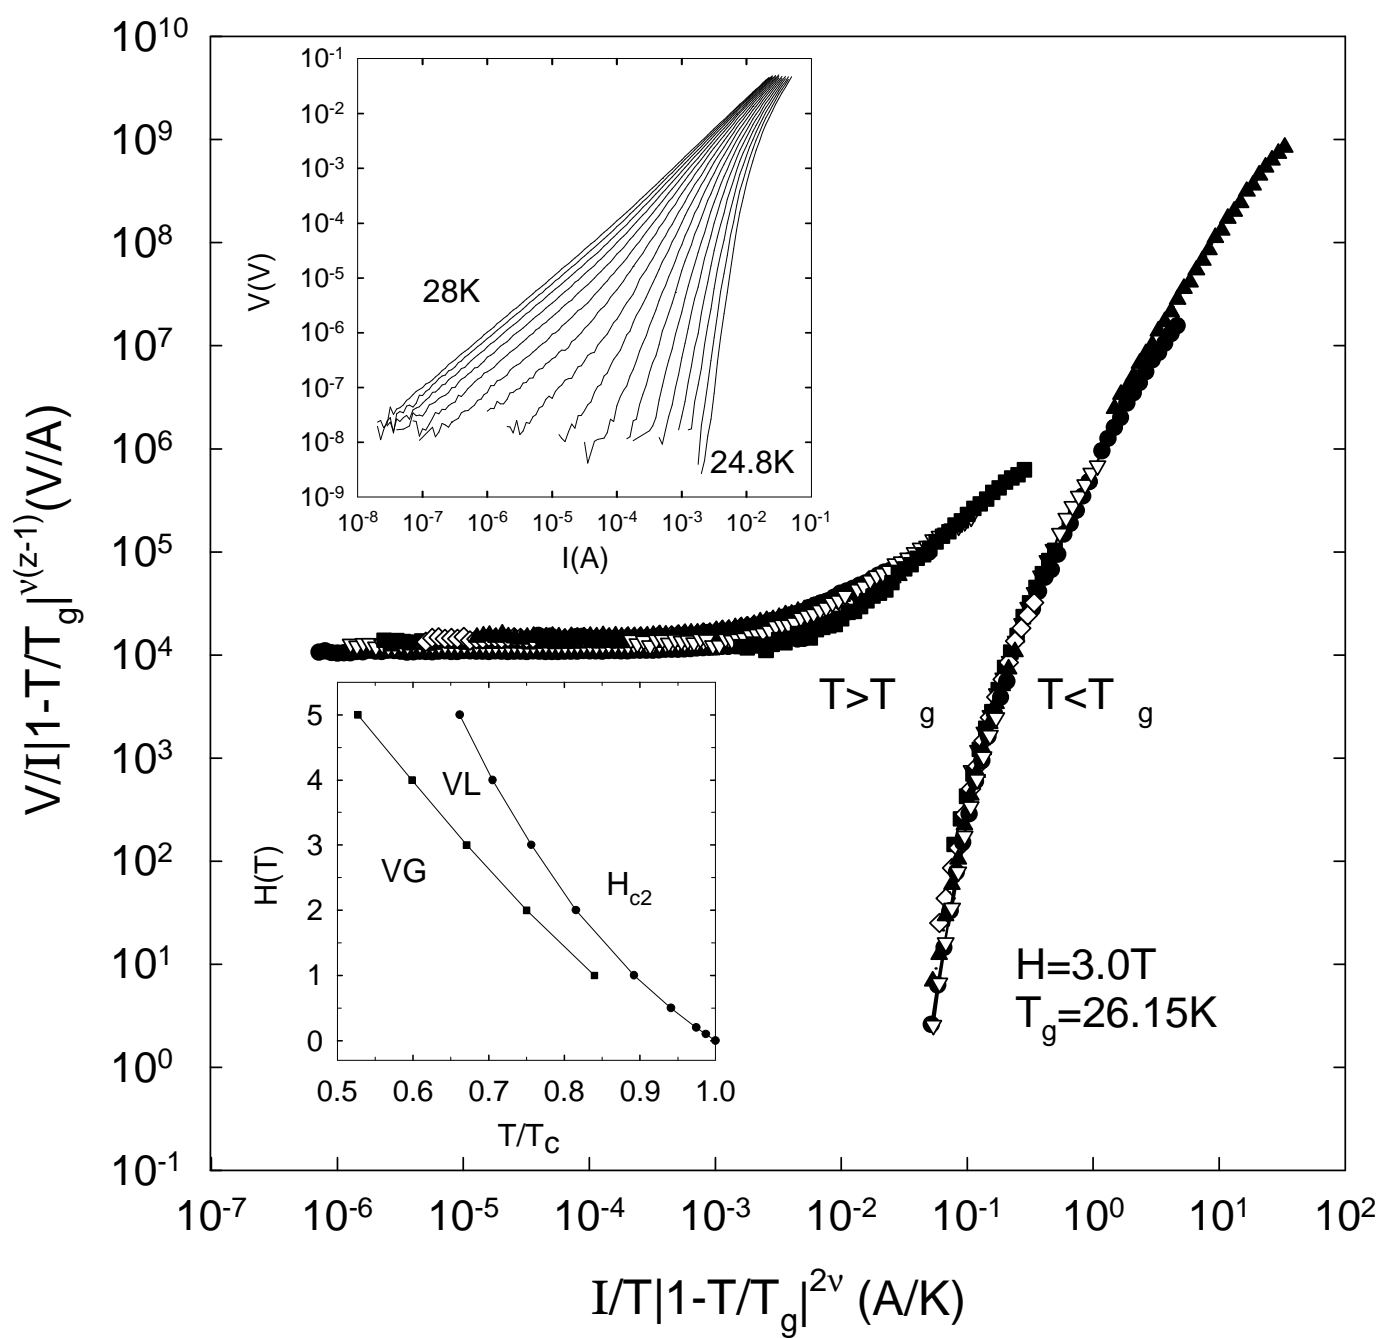 10^10
10^9
10^8
10^7
10^6
10^5
10^4
10^3
10^2
10^1
10^0
10^-1
V/I|1-T/T_g|^ν(z-1)(V/A)
10^-7 10^-6 10^-5 10^-4 10^-3 10^-2 10^-1 10^0 10^1 10^2
I/T|1-T/T_g|^2ν (A/K)
10^-1
10^-2
10^-3
10^-4
10^-5
10^-6
10^-7
10^-8
10^-9
V(V)
28K
24.8K
10^-8 10^-7 10^-6 10^-5 10^-4 10^-3 10^-2 10^-1
I(A)
T>T_g
T<T_g
5
4
3
2
1
0
H(T)
VL
VG
H_c2
0.5 0.6 0.7 0.8 0.9 1.0
T/T_C
H=3.0T
T_g=26.15K